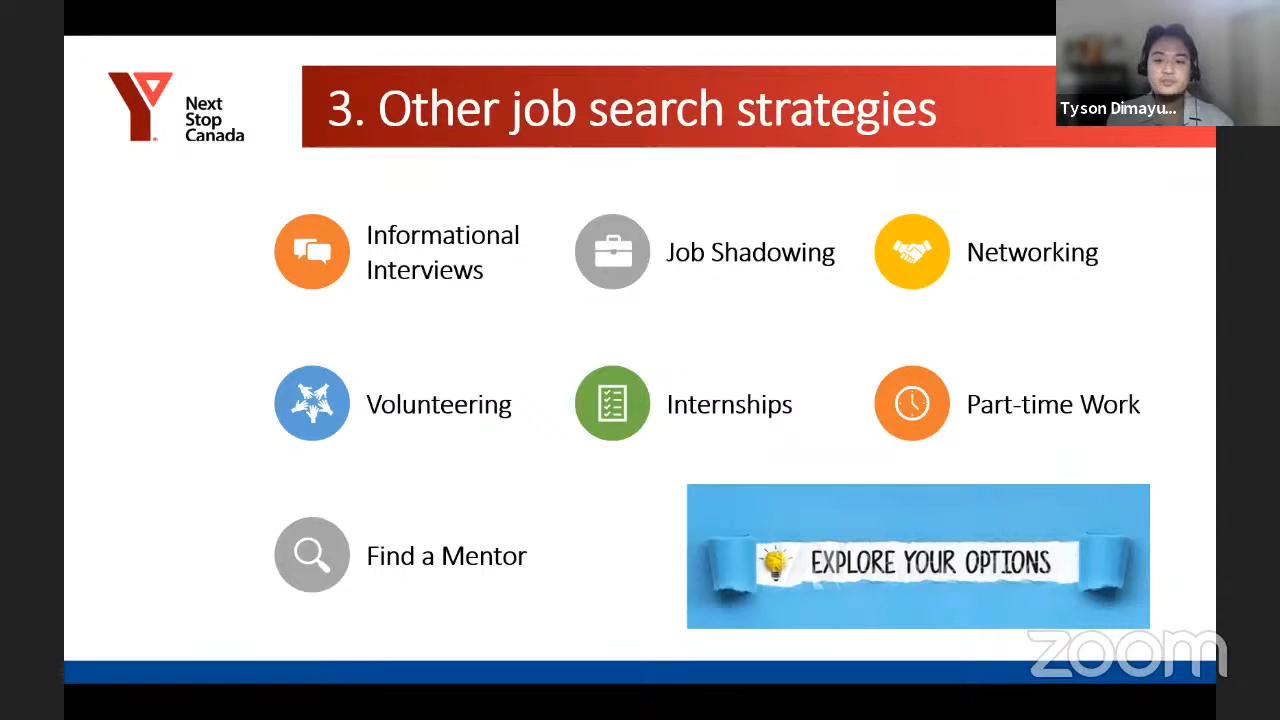 Next
Stop
Canada
3. Other job search strategies
Tyson Dimayu...
Informational
Interviews
Job Shadowing
Networking
Volunteering
Internships
Part-time Work
Find a Mentor
EXPLORE YOUR OPTIONS
zoom